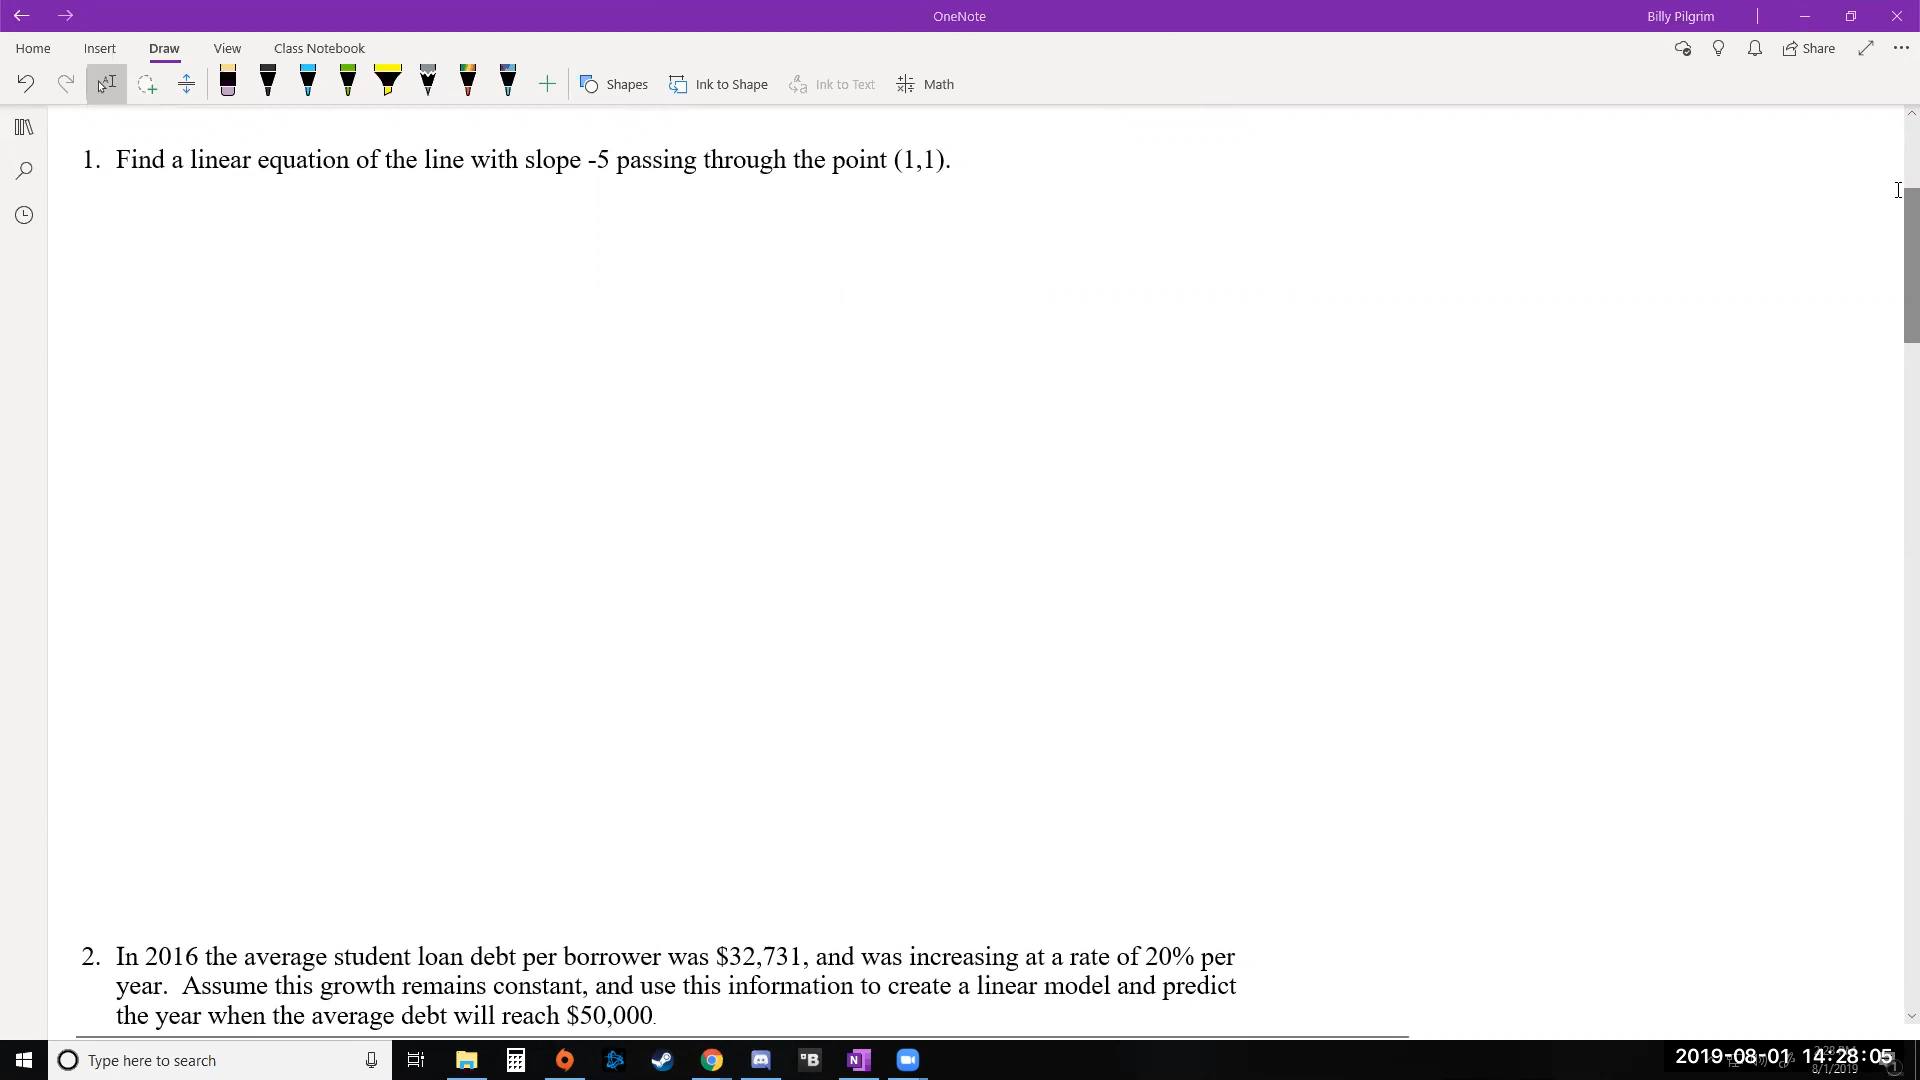 OneNote
Billy Pilgrim
Home Insert Draw View Class Notebook
Share
Shapes Ink to Shape Ink to Text Math
1. Find a linear equation of the line with slope -5 passing through the point (1,1).
2. In 2016 the average student loan debt per borrower was $32,731, and was increasing at a rate of 20% per
year. Assume this growth remains constant, and use this information to create a linear model and predict
the year when the average debt will reach $50,000.
Type here to search
2019-08-01 14:28:05
8/1/2019